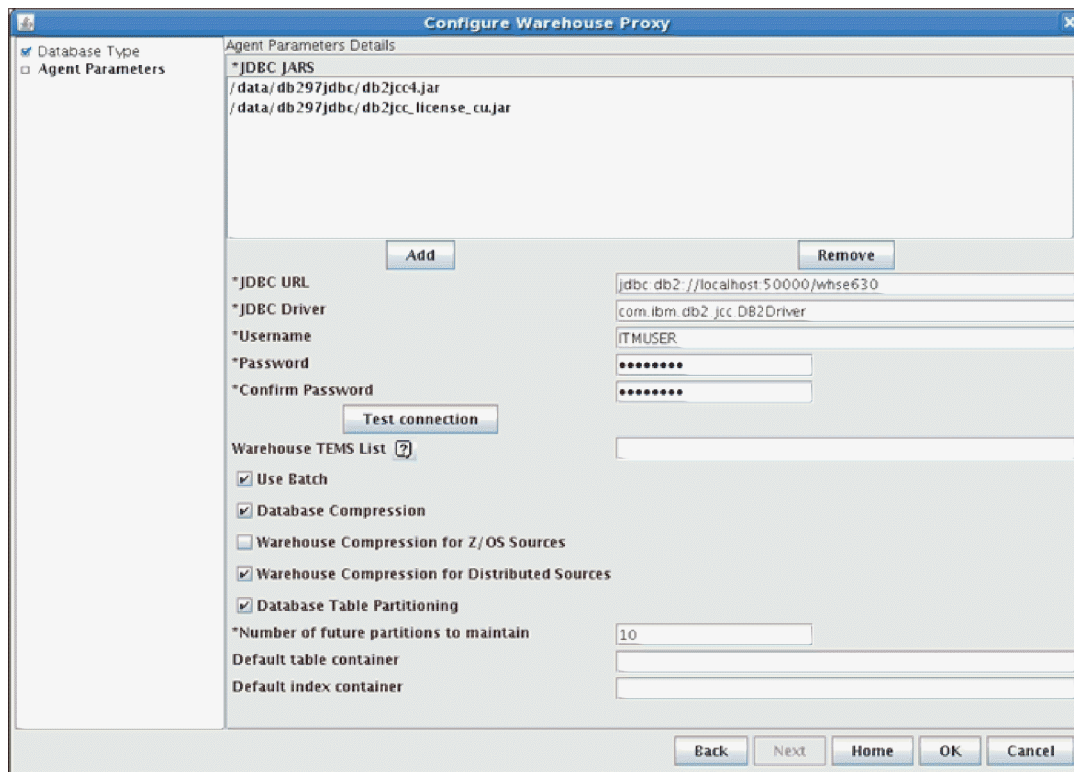 Configure Warehouse Proxy
Database Type
Agent Parameters
Agent Parameters Details
*JDBC JARS
/data/db297jdbc/db2jcc4.jar
/data/db297jdbc/db2jcc_license_cu.jar
Add Remove
*JDBC URL jdbc:db2://localhost:50000/whse630
*JDBC Driver com.ibm.db2.jcc.DB2Driver
*Username ITMUSER
*Password ••••••••
*Confirm Password ••••••••
Test connection
Warehouse TEMS List ?
Use Batch
Database Compression
Warehouse Compression for Z/OS Sources
Warehouse Compression for Distributed Sources
Database Table Partitioning
*Number of future partitions to maintain 10
Default table container
Default index container
Back Next Home OK Cancel